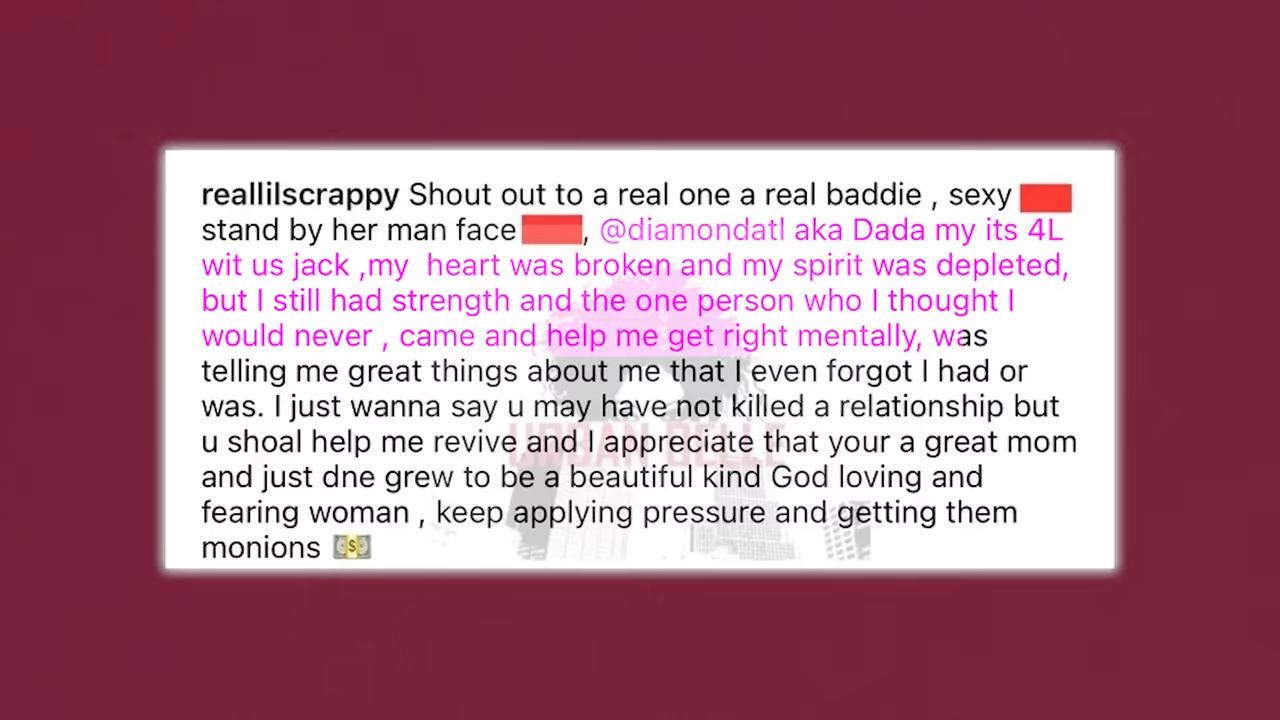 reallilscrappy Shout out to a real one a real baddie , sexy
stand by her man face , @diamondatl aka Dada my its 4L
wit us jack ,my heart was broken and my spirit was depleted,
but I still had strength and the one person who I thought I
would never , came and help me get right mentally, was
telling me great things about me that I even forgot I had or
was. I just wanna say u may have not killed a relationship but
u shoal help me revive and I appreciate that your a great mom
and just dne grew to be a beautiful kind God loving and
fearing woman , keep applying pressure and getting them
monions 💵
URBAN BELLE